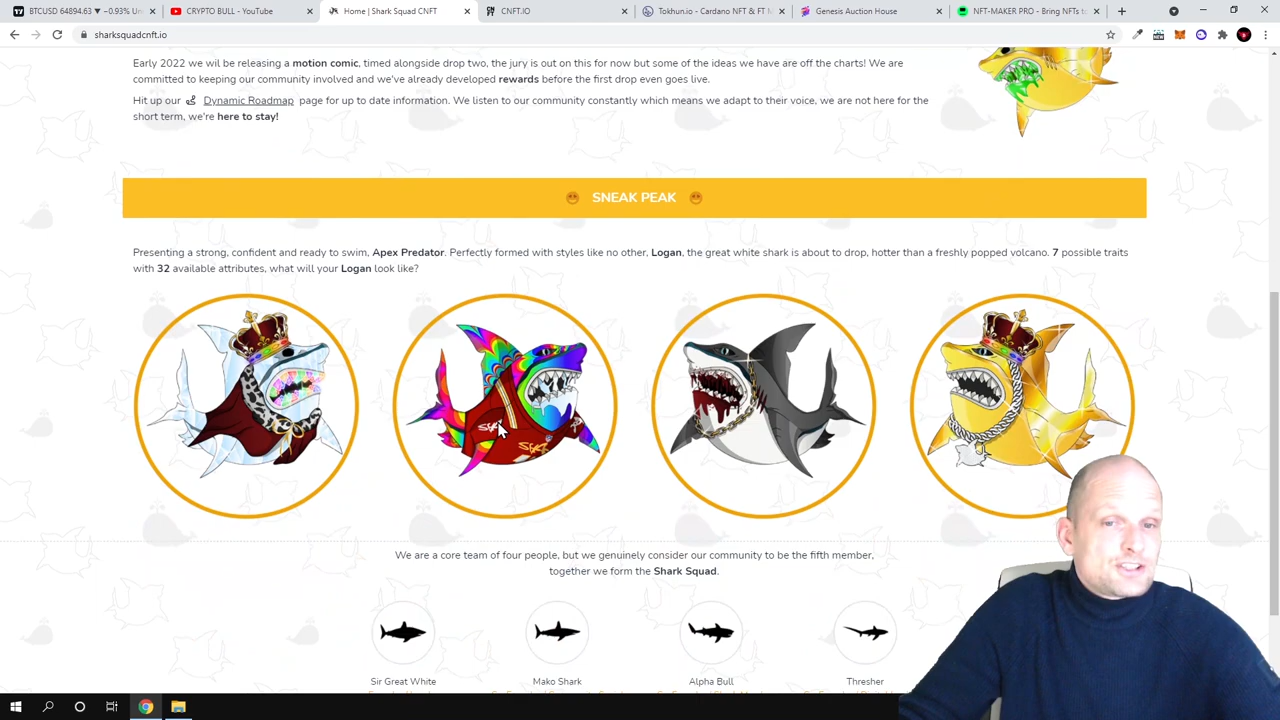 BTCUSD 64894.63 ▼ −0.93% Un
CRYPTO BULL - YouTube
Home | Shark Squad CNFT
CNFT.IO
Tokhun.io - Cardano NFT & FT M
Genesis Auction House
NFT-MAKER PRO - Bring NFTs to
sharksquadcnft.io
Early 2022 we wil be releasing a motion comic, timed alongside drop two, the jury is out on this for now but some of the ideas we have are off the charts! We are
committed to keeping our community involved and we've already developed rewards before the first drop even goes live.
Hit up our Dynamic Roadmap page for up to date information. We listen to our community constantly which means we adapt to their voice, we are not here for the
short term, we're here to stay!
SNEAK PEAK
Presenting a strong, confident and ready to swim, Apex Predator. Perfectly formed with styles like no other, Logan, the great white shark is about to drop, hotter than a freshly popped volcano. 7 possible traits
with 32 available attributes, what will your Logan look like?
We are a core team of four people, but we genuinely consider our community to be the fifth member,
together we form the Shark Squad.
Sir Great White
Mako Shark
Alpha Bull
Thresher